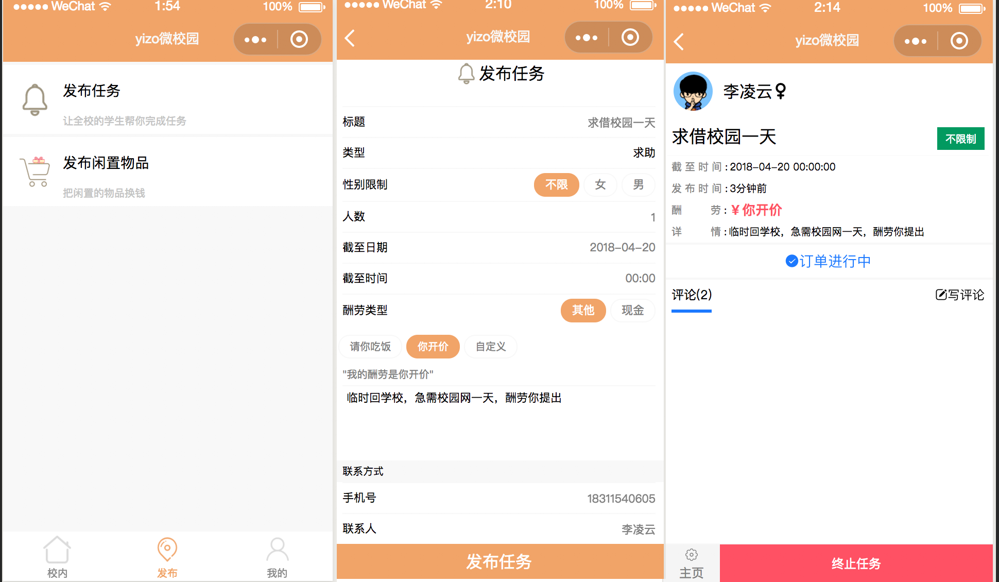 WeChat 1:54 100%
yizo微校园
发布任务
让全校的学生帮你完成任务
发布闲置物品
把闲置的物品换钱
校内 发布 我的
WeChat 2:10 100%
yizo微校园
发布任务
标题 求借校园一天
类型 求助
性别限制 不限 女 男
人数 1
截至日期 2018-04-20
截至时间 00:00
酬劳类型 其他 现金
请你吃饭 你开价 自定义
"我的酬劳是你开价"
临时回学校，急需校园网一天，酬劳你提出
联系方式
手机号 18311540605
联系人 李凌云
发布任务
WeChat 2:14 100%
yizo微校园
李凌云♀
求借校园一天 不限制
截至时间:2018-04-20 00:00:00
发布时间:3分钟前
酬 劳:¥你开价
详 情:临时回学校，急需校园网一天，酬劳你提出
订单进行中
评论(2) 写评论
主页 终止任务